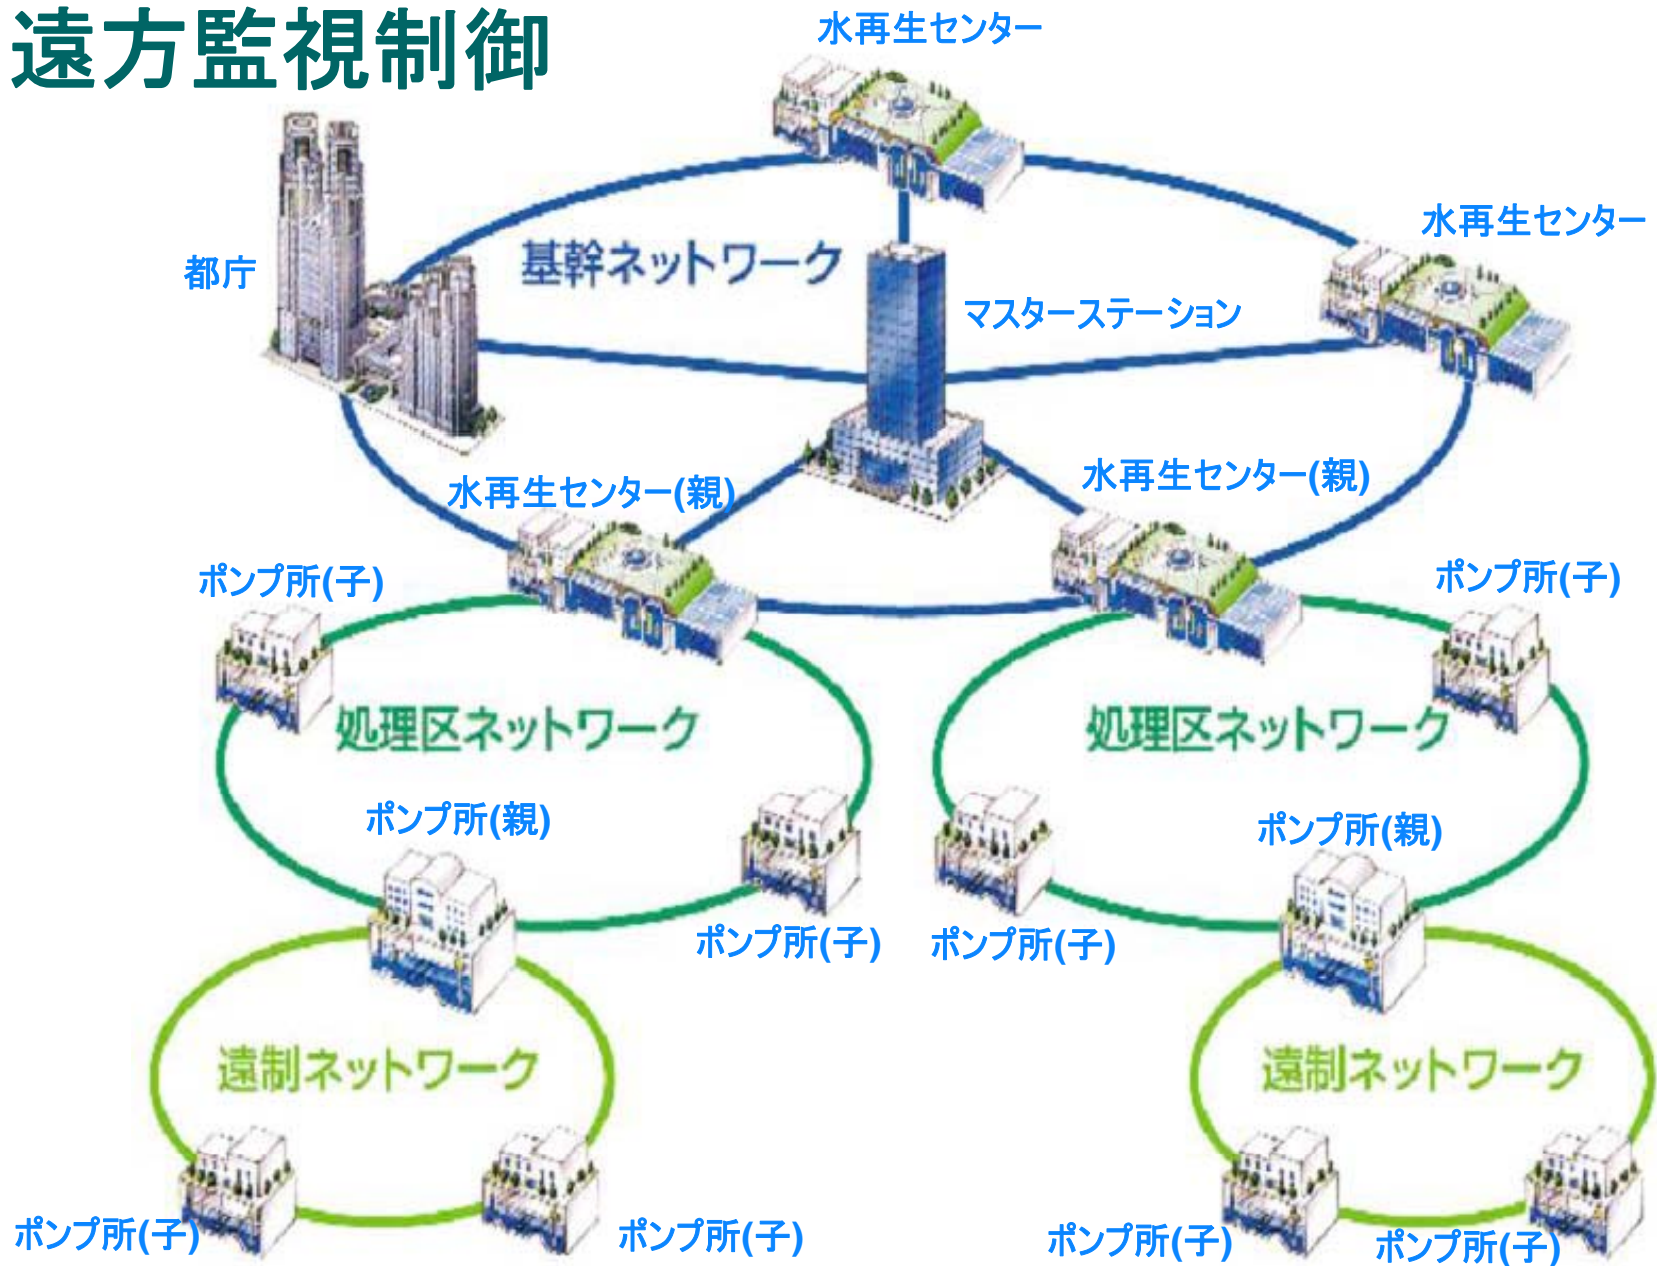 遠方監視制御
水再生センター
水再生センター
都庁
基幹ネットワーク
マスターステーション
水再生センター(親)
水再生センター(親)
ポンプ所(子)
ポンプ所(子)
処理区ネットワーク
処理区ネットワーク
ポンプ所(親)
ポンプ所(親)
ポンプ所(子)
ポンプ所(子)
遠制ネットワーク
遠制ネットワーク
ポンプ所(子)
ポンプ所(子)
ポンプ所(子)
ポンプ所(子)